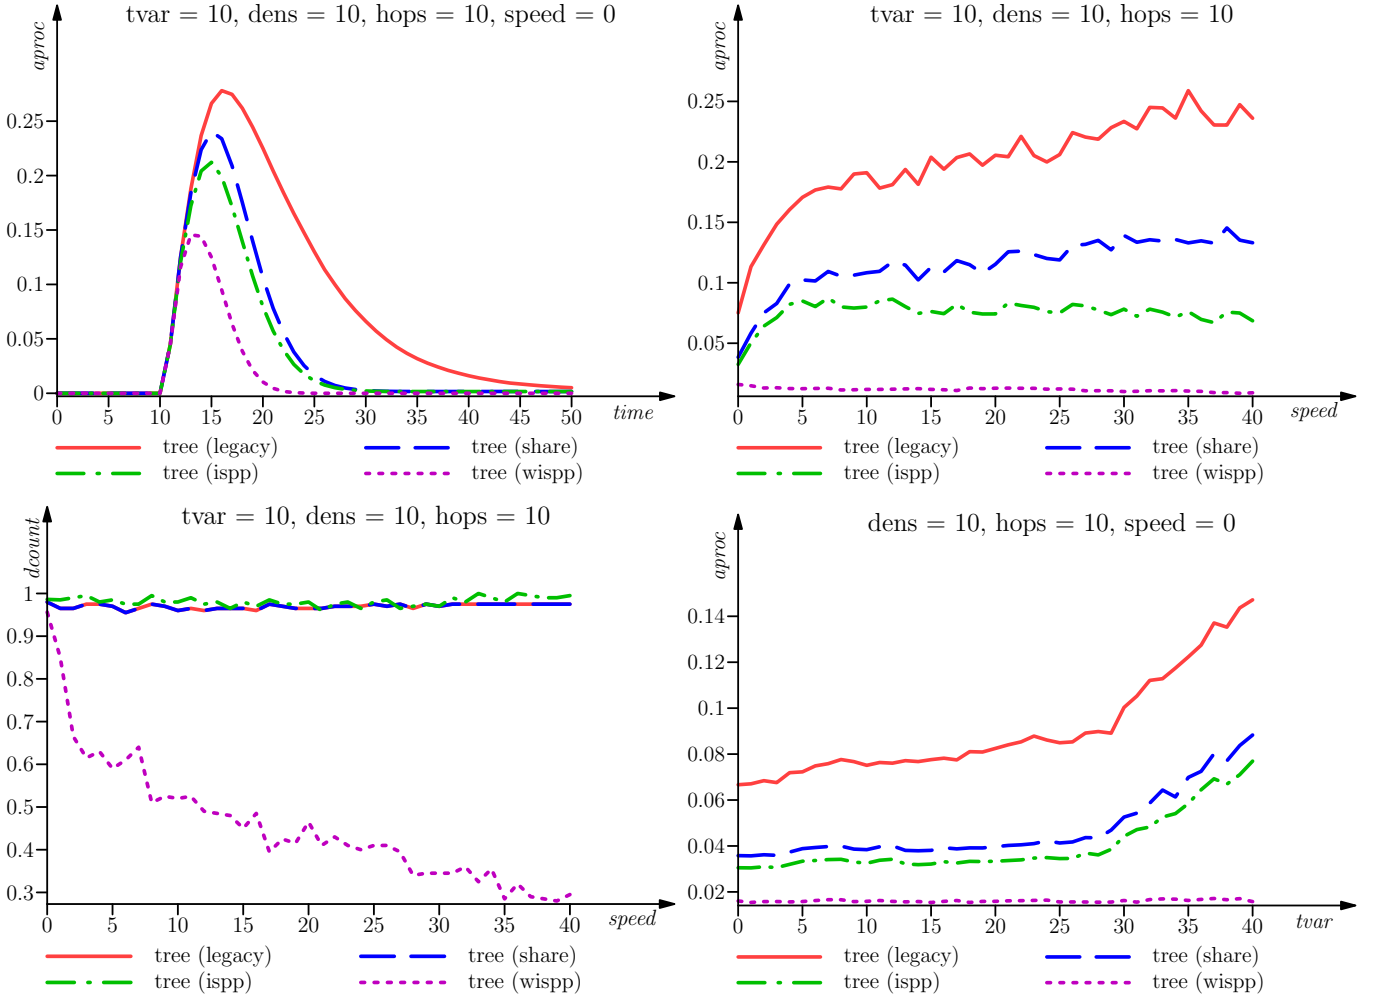 tvar = 10, dens = 10, hops = 10, speed = 0
aproc
0.25
0.2
0.15
0.1
0.05
0
0 5 10 15 20 25 30 35 40 45 50
time
tree (legacy) tree (share)
tree (ispp) tree (wispp)
tvar = 10, dens = 10, hops = 10
aproc
0.25
0.2
0.15
0.1
0.05
0 5 10 15 20 25 30 35 40
speed
tree (legacy) tree (share)
tree (ispp) tree (wispp)
tvar = 10, dens = 10, hops = 10
dcount
1
0.9
0.8
0.7
0.6
0.5
0.4
0.3
0 5 10 15 20 25 30 35 40
speed
tree (legacy) tree (share)
tree (ispp) tree (wispp)
dens = 10, hops = 10, speed = 0
aproc
0.14
0.12
0.1
0.08
0.06
0.04
0.02
0 5 10 15 20 25 30 35 40
tvar
tree (legacy) tree (share)
tree (ispp) tree (wispp)